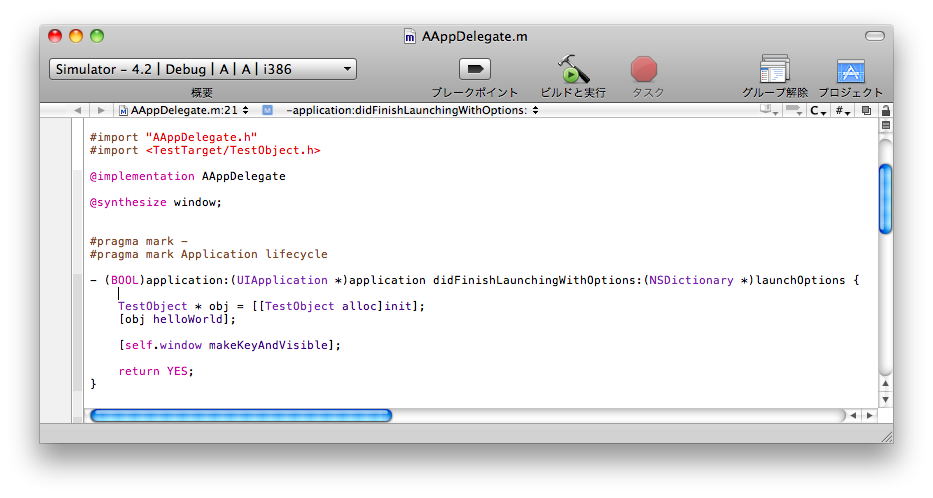 AAppDelegate.m
Simulator – 4.2 | Debug | A | A | i386
概要
ブレークポイント
ビルドと実行
タスク
グループ解除
プロジェクト
AAppDelegate.m:21
M
-application:didFinishLaunchingWithOptions:
C
#
#import "AAppDelegate.h"
#import <TestTarget/TestObject.h>
@implementation AAppDelegate
@synthesize window;
#pragma mark -
#pragma mark Application lifecycle
- (BOOL)application:(UIApplication *)application didFinishLaunchingWithOptions:(NSDictionary *)launchOptions {
TestObject * obj = [[TestObject alloc]init];
[obj helloWorld];
[self.window makeKeyAndVisible];
return YES;
}